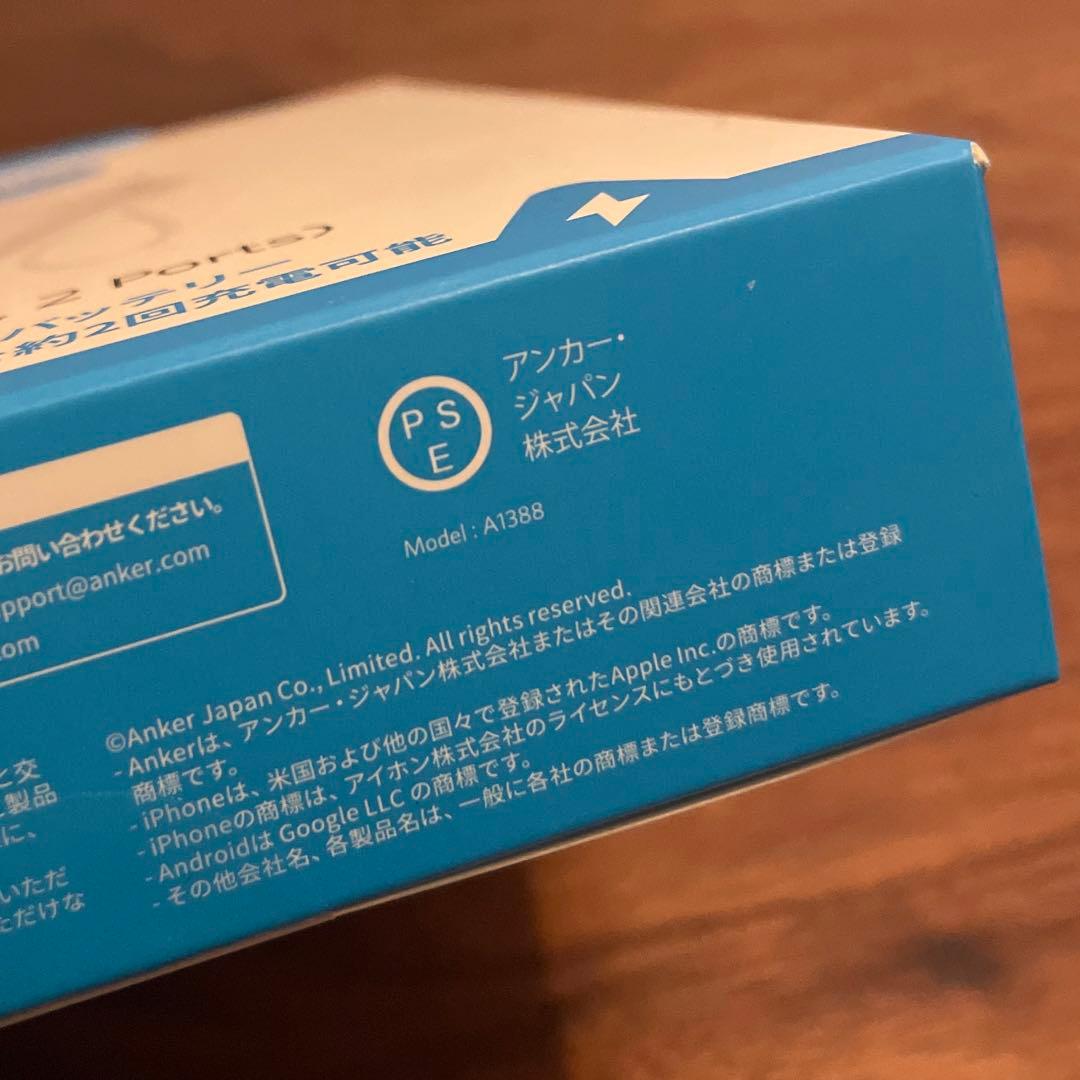 2 Ports)
バッテリー
約2回充電可能
P S E
アンカー・
ジャパン
株式会社
Model : A1388
お問い合わせください。
upport@anker.com
.com
©Anker Japan Co., Limited. All rights reserved.
- Ankerは、アンカー・ジャパン株式会社またはその関連会社の商標または登録
商標です。
- iPhoneは、米国および他の国々で登録されたApple Inc.の商標です。
- iPhoneの商標は、アイホン株式会社のライセンスにもとづき使用されています。
- Androidは Google LLC の商標です。
- その他会社名、各製品名は、一般に各社の商標または登録商標です。
と交
製品
に、
いただ
ただけな